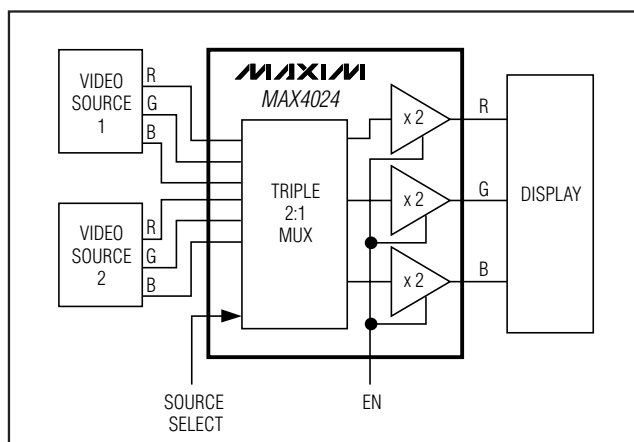 VIDEO
SOURCE
1
R
G
B
VIDEO
SOURCE
2
R
G
B
MAXIM
MAX4024
TRIPLE
2:1
MUX
x 2
x 2
x 2
R
G
B
DISPLAY
SOURCE
SELECT
EN